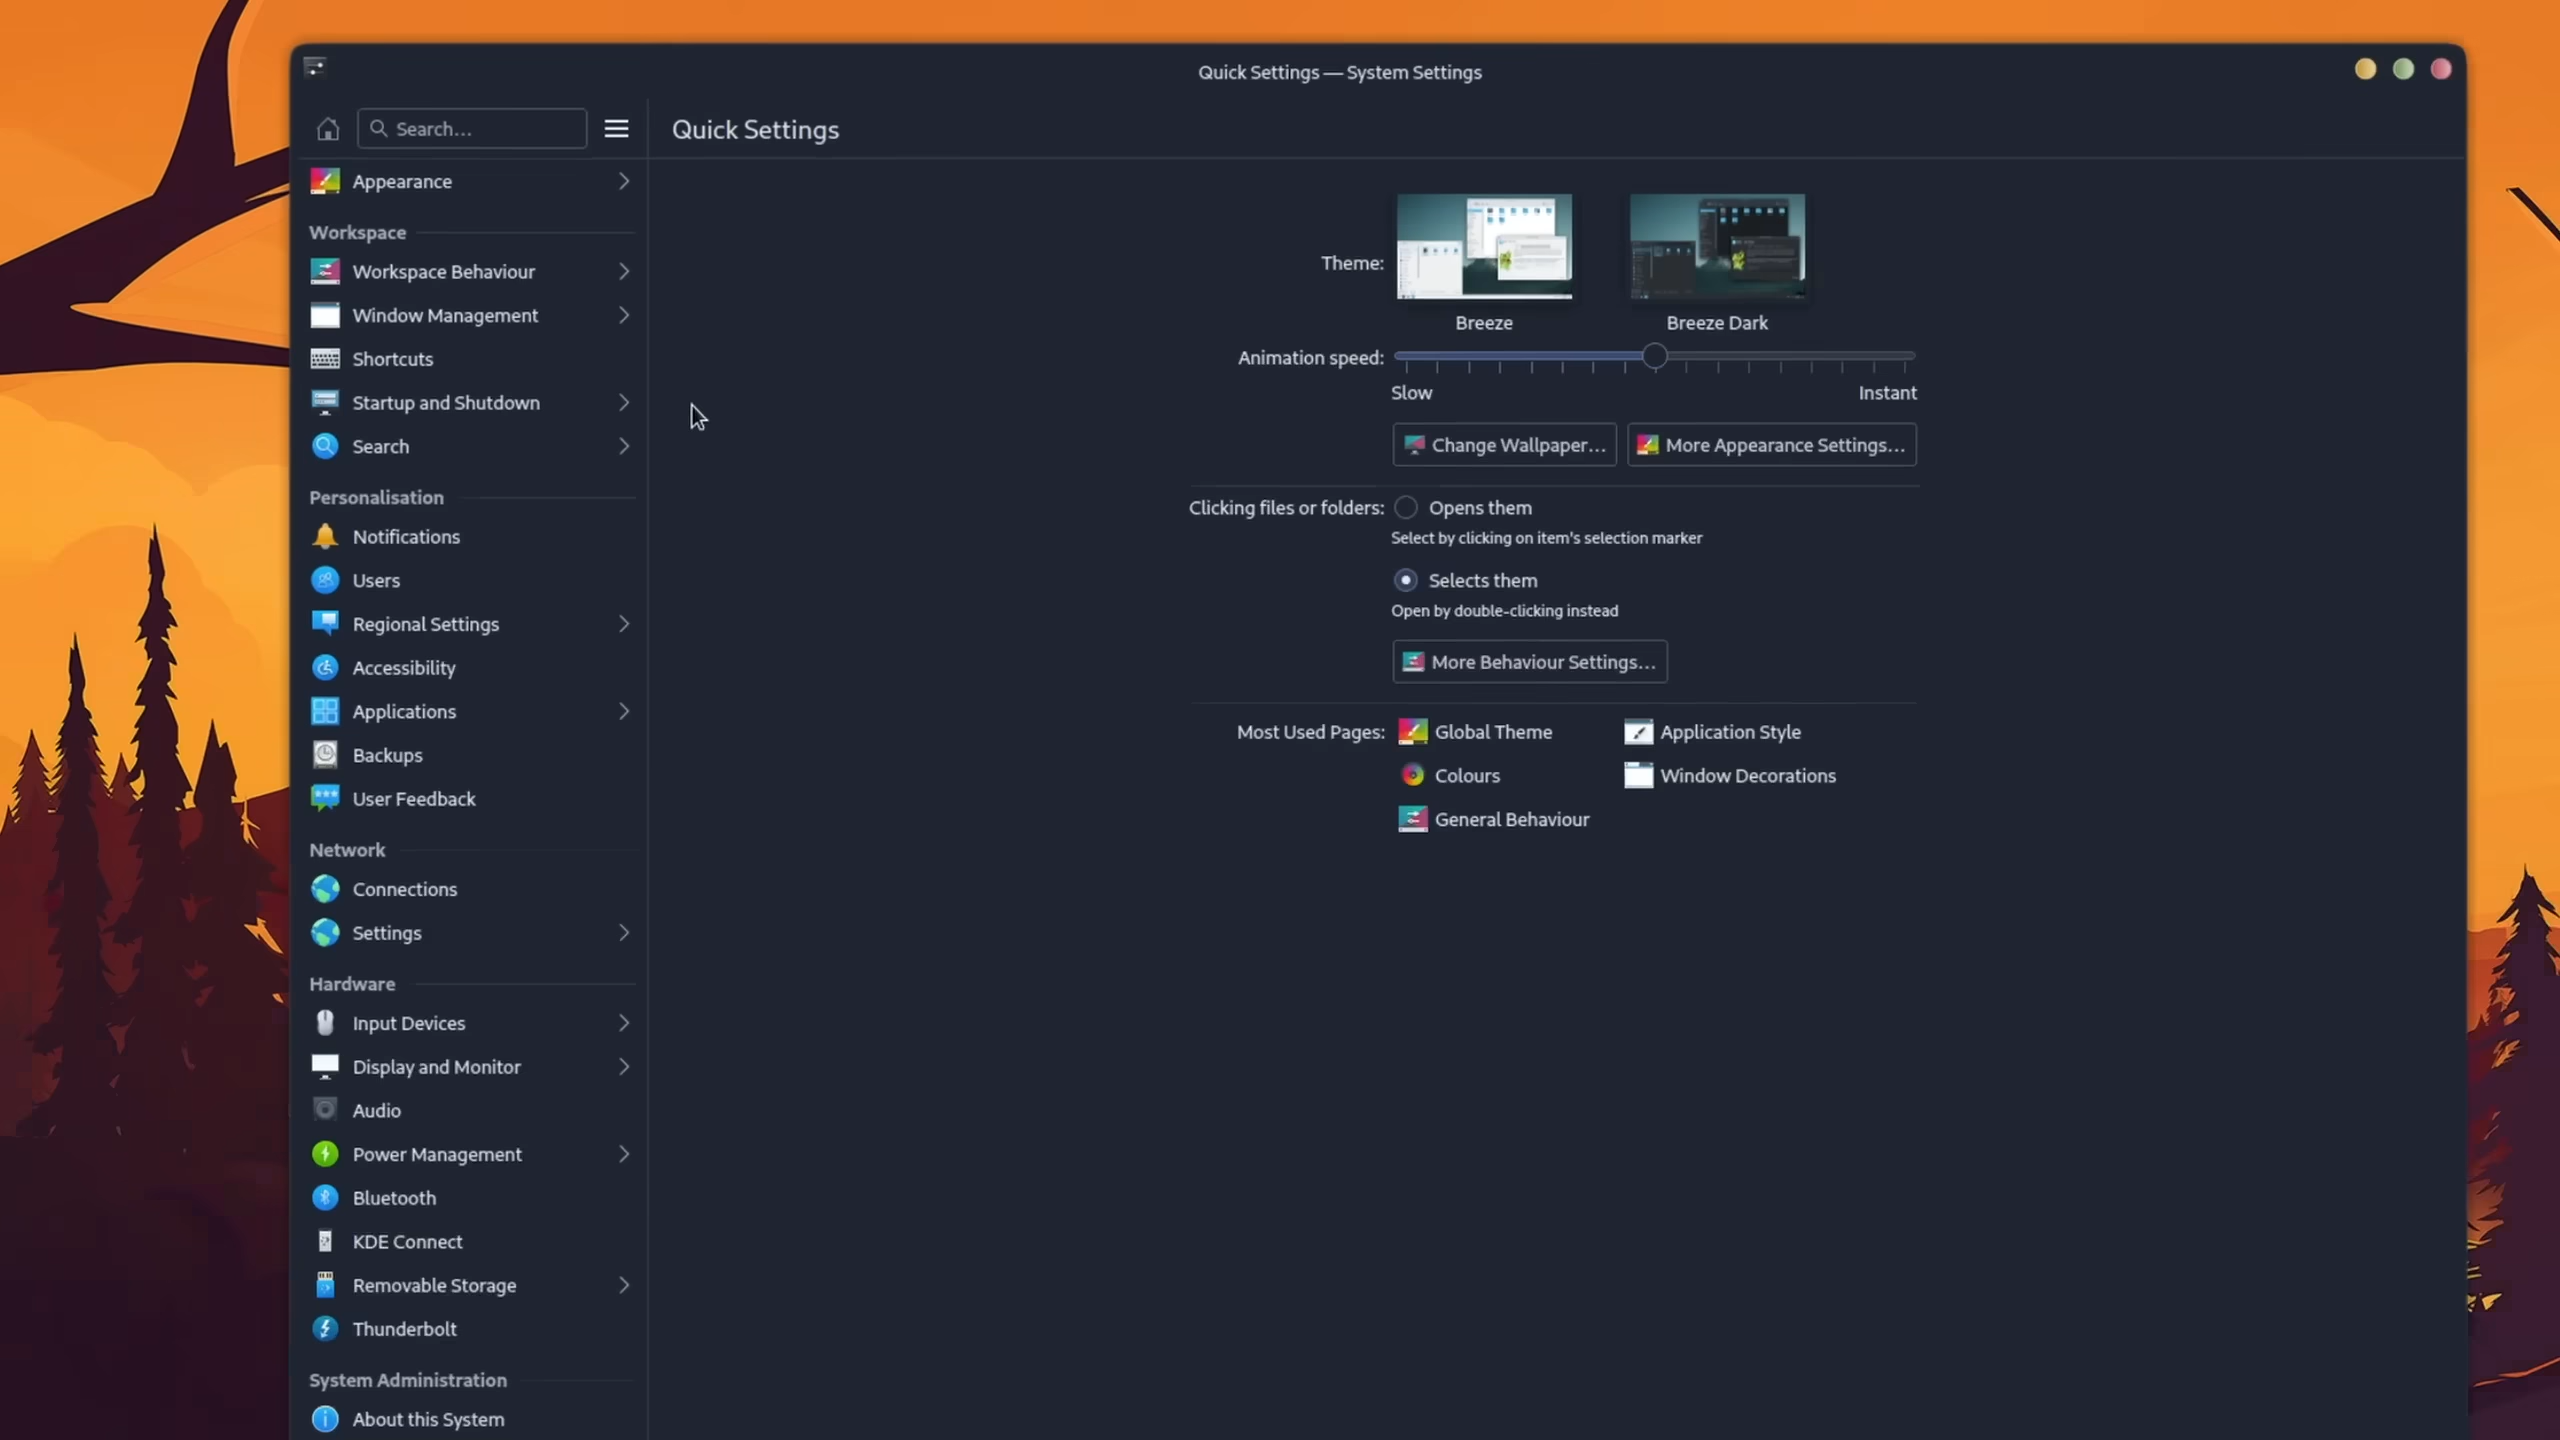 Quick Settings — System Settings
Search...
Quick Settings
Appearance
Workspace
Workspace Behaviour
Window Management
Shortcuts
Startup and Shutdown
Search
Personalisation
Notifications
Users
Regional Settings
Accessibility
Applications
Backups
User Feedback
Network
Connections
Settings
Hardware
Input Devices
Display and Monitor
Audio
Power Management
Bluetooth
KDE Connect
Removable Storage
Thunderbolt
System Administration
About this System
Theme:
Breeze
Breeze Dark
Animation speed:
Slow
Instant
Change Wallpaper...
More Appearance Settings...
Clicking files or folders:
Opens them
Select by clicking on item's selection marker
Selects them
Open by double-clicking instead
More Behaviour Settings...
Most Used Pages:
Global Theme
Application Style
Colours
Window Decorations
General Behaviour